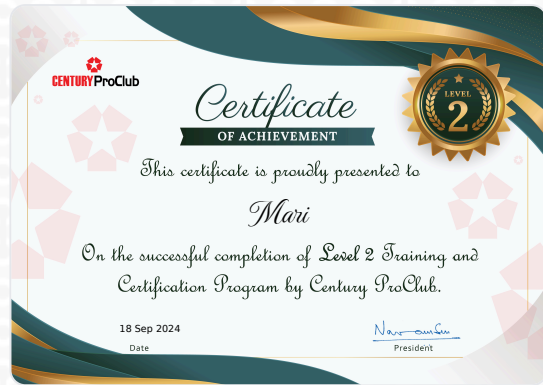 CENTURY ProClub
Certificate
OF ACHIEVEMENT
LEVEL
2
This certificate is proudly presented to
Mari
On the successful completion of Level 2 Training and
Certification Program by Century ProClub.
18 Sep 2024
Date
President